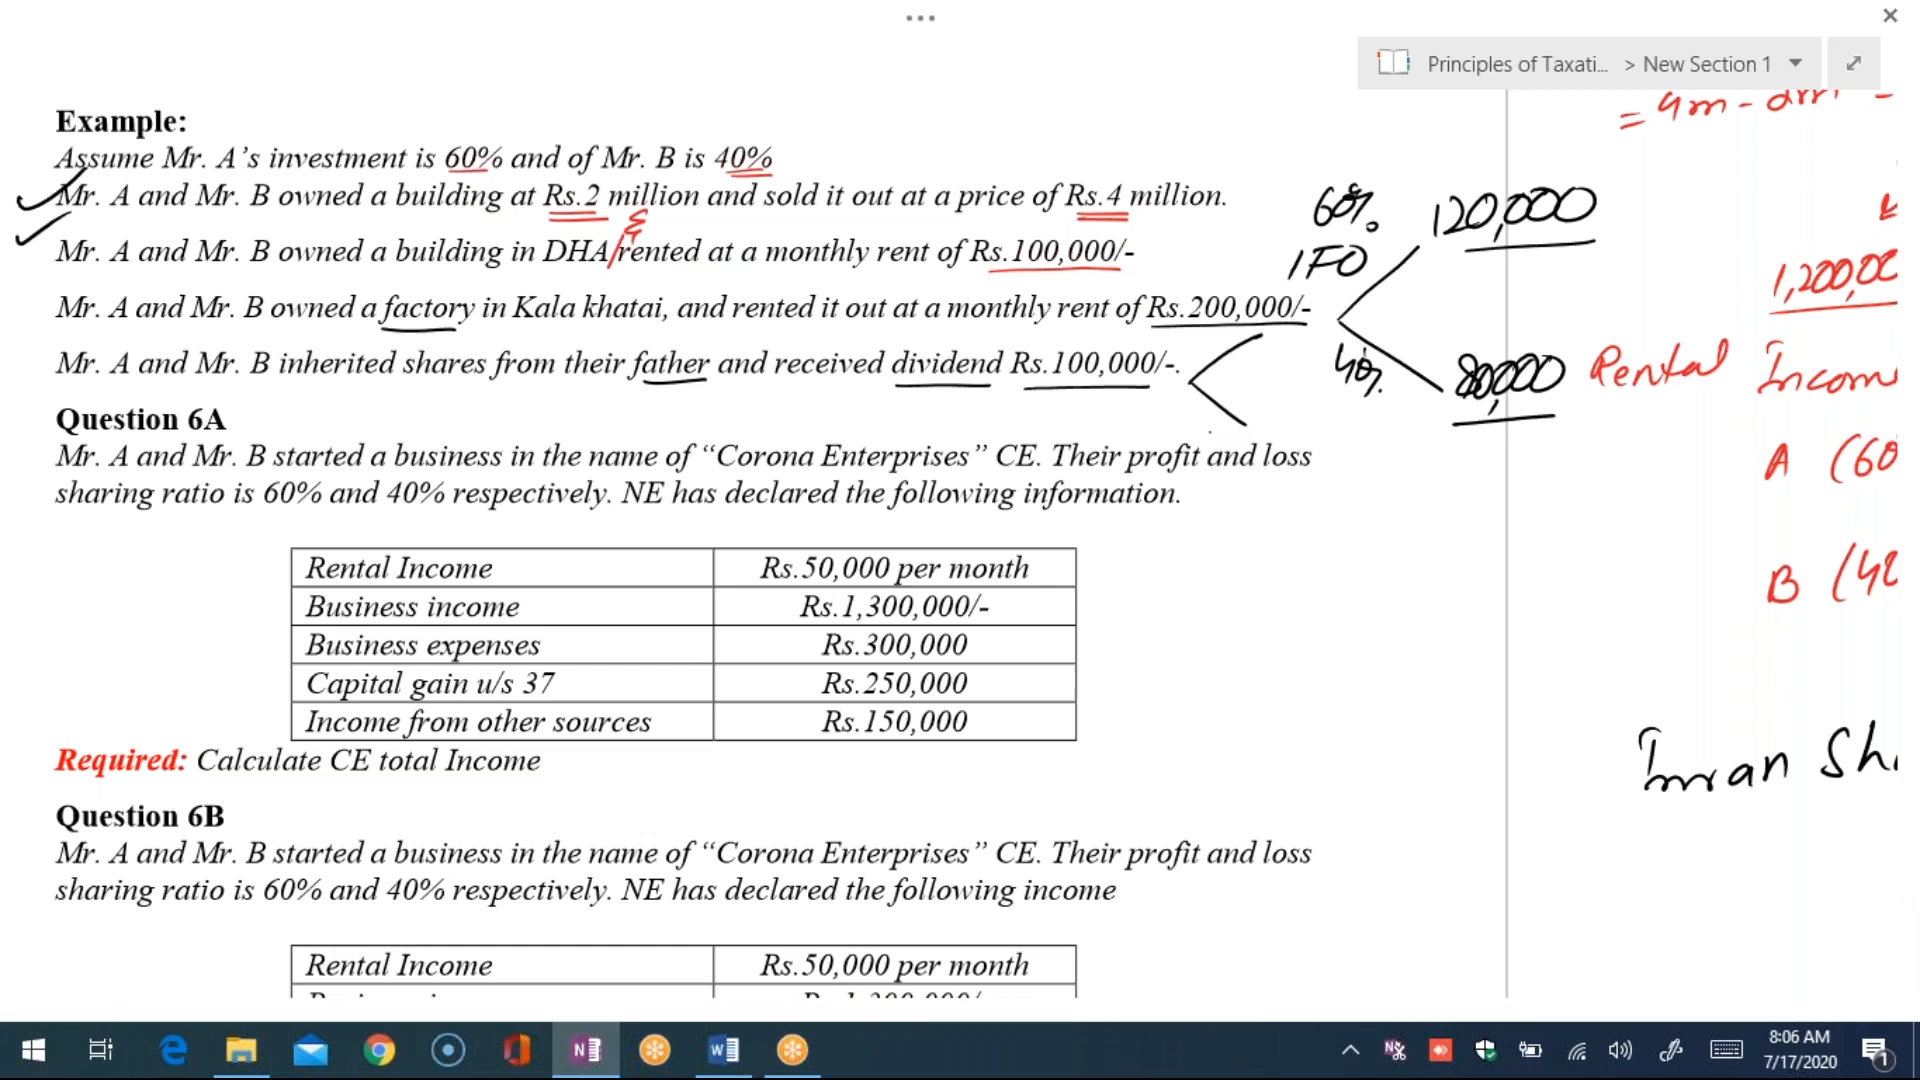 Principles of Taxati... > New Section 1
= 4m - 2m
Example:
Assume Mr. A's investment is 60% and of Mr. B is 40%
Mr. A and Mr. B owned a building at Rs.2 million and sold it out at a price of Rs.4 million.
60%
120,000
&
Mr. A and Mr. B owned a building in DHA/rented at a monthly rent of Rs.100,000/-
IFO
1,200,00
Mr. A and Mr. B owned a factory in Kala khatai, and rented it out at a monthly rent of Rs.200,000/-
Mr. A and Mr. B inherited shares from their father and received dividend Rs.100,000/-.
40%
80,000
Rental Income
Question 6A
Mr. A and Mr. B started a business in the name of “Corona Enterprises” CE. Their profit and loss
A (60
sharing ratio is 60% and 40% respectively. NE has declared the following information.
Rental Income Rs.50,000 per month
B (40
Business income Rs.1,300,000/-
Business expenses Rs.300,000
Capital gain u/s 37 Rs.250,000
Income from other sources Rs.150,000
Required: Calculate CE total Income
Imran Sh
Question 6B
Mr. A and Mr. B started a business in the name of “Corona Enterprises” CE. Their profit and loss
sharing ratio is 60% and 40% respectively. NE has declared the following income
Rental Income Rs.50,000 per month
8:06 AM
7/17/2020
1